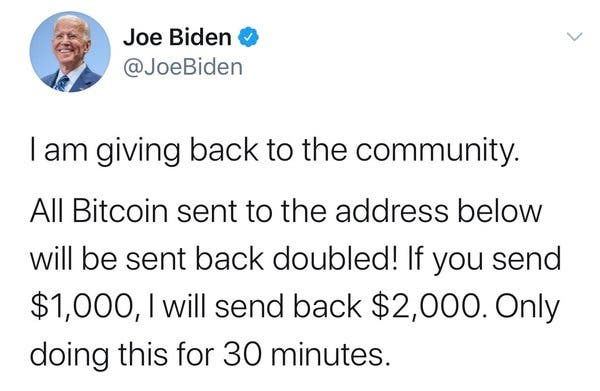 Joe Biden
@JoeBiden
I am giving back to the community.
All Bitcoin sent to the address below
will be sent back doubled! If you send
$1,000, I will send back $2,000. Only
doing this for 30 minutes.